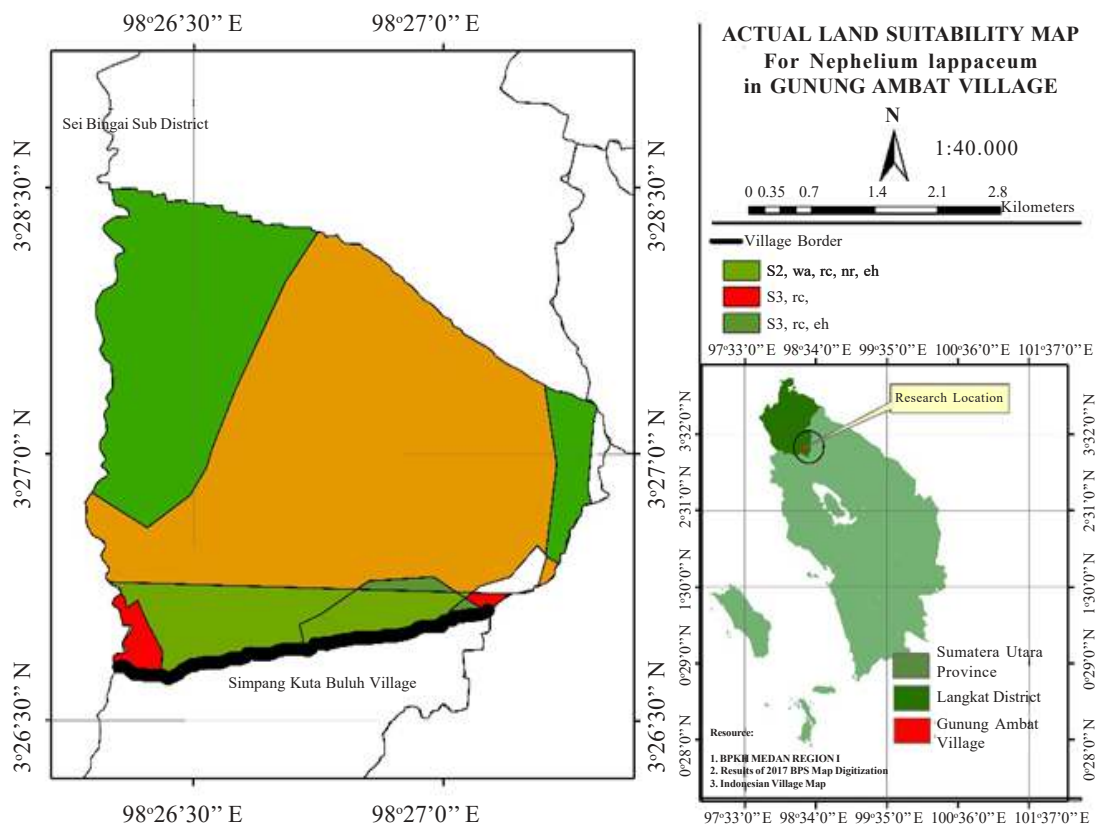 98°26’30’’ E 98°27’0’’ E
Sei Bingai Sub District
3°28’30’’ N 3°28’30’’ N
3°27’0’’ N 3°27’0’’ N
Simpang Kuta Buluh Village
3°26’30’’ N 3°26’30’’ N
98°26’30’’ E 98°27’0’’ E
ACTUAL LAND SUITABILITY MAP
For Nephelium lappaceum
in GUNUNG AMBAT VILLAGE
N
1:40.000
0 0.35 0.7 1.4 2.1 2.8
Kilometers
Village Border
S2, wa, rc, nr, eh
S3, rc,
S3, rc, eh
97°33’0’’E 98°34’0’’E 99°35’0’’E 100°36’0’’E 101°37’0’’E
Research Location
3°32’0’’N 3°32’0’’N
2°31’0’’N 2°31’0’’N
1°30’0’’N 1°30’0’’N
0°29’0’’N 0°29’0’’N
0°28’0’’N 0°28’0’’N
Sumatera Utara
Province
Langkat District
Gunung Ambat
Village
Resource:
1. BPKH MEDAN REGION I
2. Results of 2017 BPS Map Digitization
3. Indonesian Village Map
97°33’0’’E 98°34’0’’E 99°35’0’’E 100°36’0’’E 101°37’0’’E